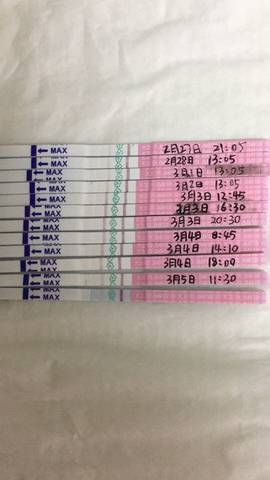 MAX 2月27日 21:05
MAX 2月28日 13:05
MAX 3月1日 13:05
MAX 3月2日 13:05
MAX 3月3日 12:45
MAX 3月3日 16:30
MAX 3月3日 20:30
MAX 3月4日 8:45
MAX 3月4日 14:10
MAX 3月4日 18:00
MAX 3月5日 11:30
MAX